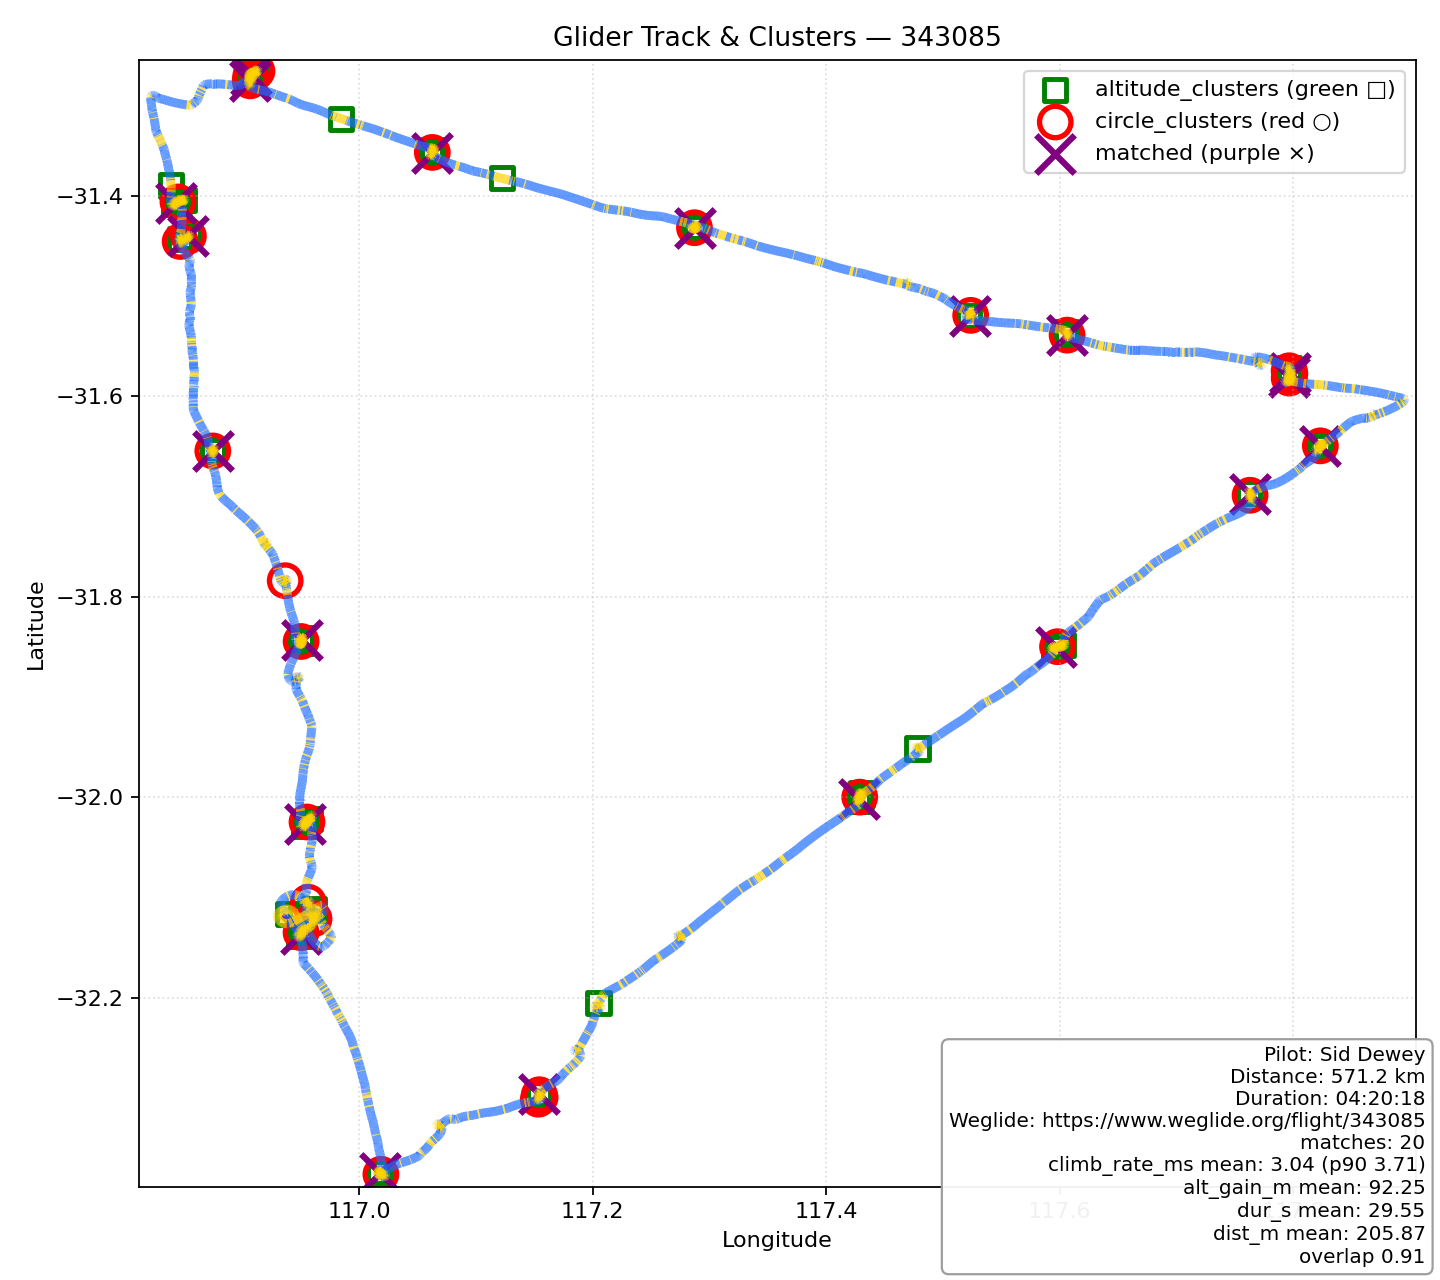 Glider Track & Clusters — 343085
altitude_clusters (green □)
circle_clusters (red ○)
matched (purple ×)
−31.4
−31.6
−31.8
−32.0
−32.2
Latitude
117.0
117.2
117.4
117.6
Longitude
Pilot: Sid Dewey
Distance: 571.2 km
Duration: 04:20:18
Weglide: https://www.weglide.org/flight/343085
matches: 20
climb_rate_ms mean: 3.04 (p90 3.71)
alt_gain_m mean: 92.25
dur_s mean: 29.55
dist_m mean: 205.87
overlap 0.91